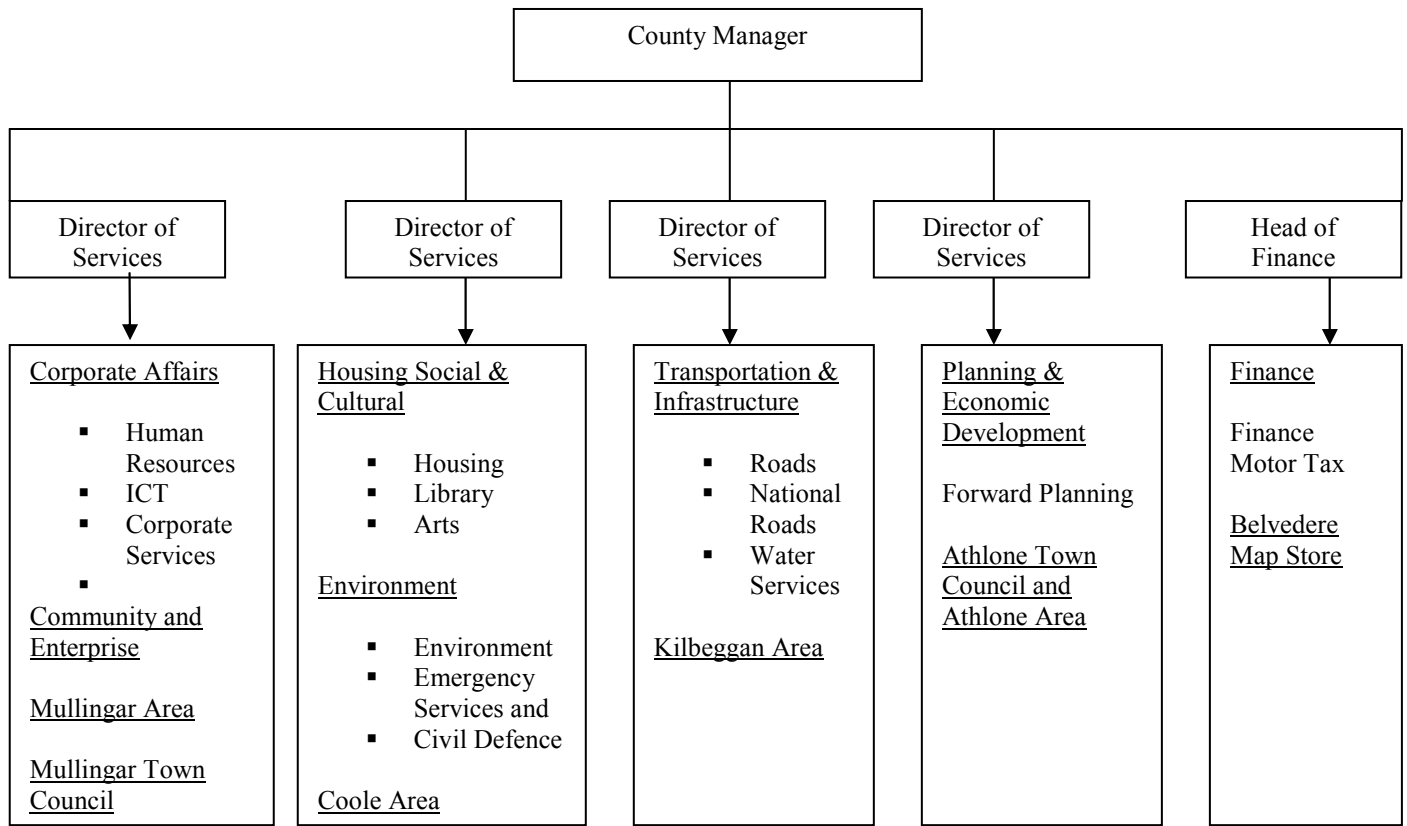 County Manager
Director of
Services
Director of
Services
Director of
Services
Director of
Services
Head of
Finance
Corporate Affairs
▪ Human
Resources
▪ ICT
▪ Corporate
Services
▪
Community and
Enterprise
Mullingar Area
Mullingar Town
Council
Housing Social &
Cultural
▪ Housing
▪ Library
▪ Arts
Environment
▪ Environment
▪ Emergency
Services and
▪ Civil Defence
Coole Area
Transportation &
Infrastructure
▪ Roads
▪ National
Roads
▪ Water
Services
Kilbeggan Area
Planning &
Economic
Development
Forward Planning
Athlone Town
Council and
Athlone Area
Finance
Finance
Motor Tax
Belvedere
Map Store